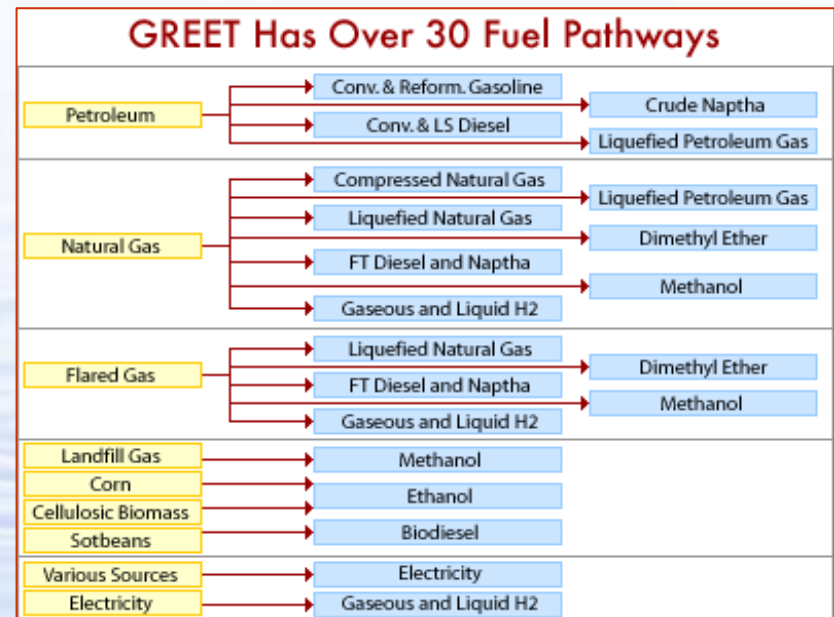 GREET Has Over 30 Fuel Pathways
Petroleum
Conv. & Reform. Gasoline
Crude Naptha
Conv. & LS Diesel
Liquefied Petroleum Gas
Natural Gas
Compressed Natural Gas
Liquefied Petroleum Gas
Liquefied Natural Gas
Dimethyl Ether
FT Diesel and Naptha
Methanol
Gaseous and Liquid H2
Flared Gas
Liquefied Natural Gas
Dimethyl Ether
FT Diesel and Naptha
Methanol
Gaseous and Liquid H2
Landfill Gas
Methanol
Corn
Ethanol
Cellulosic Biomass
Sotbeans
Biodiesel
Various Sources
Electricity
Electricity
Gaseous and Liquid H2